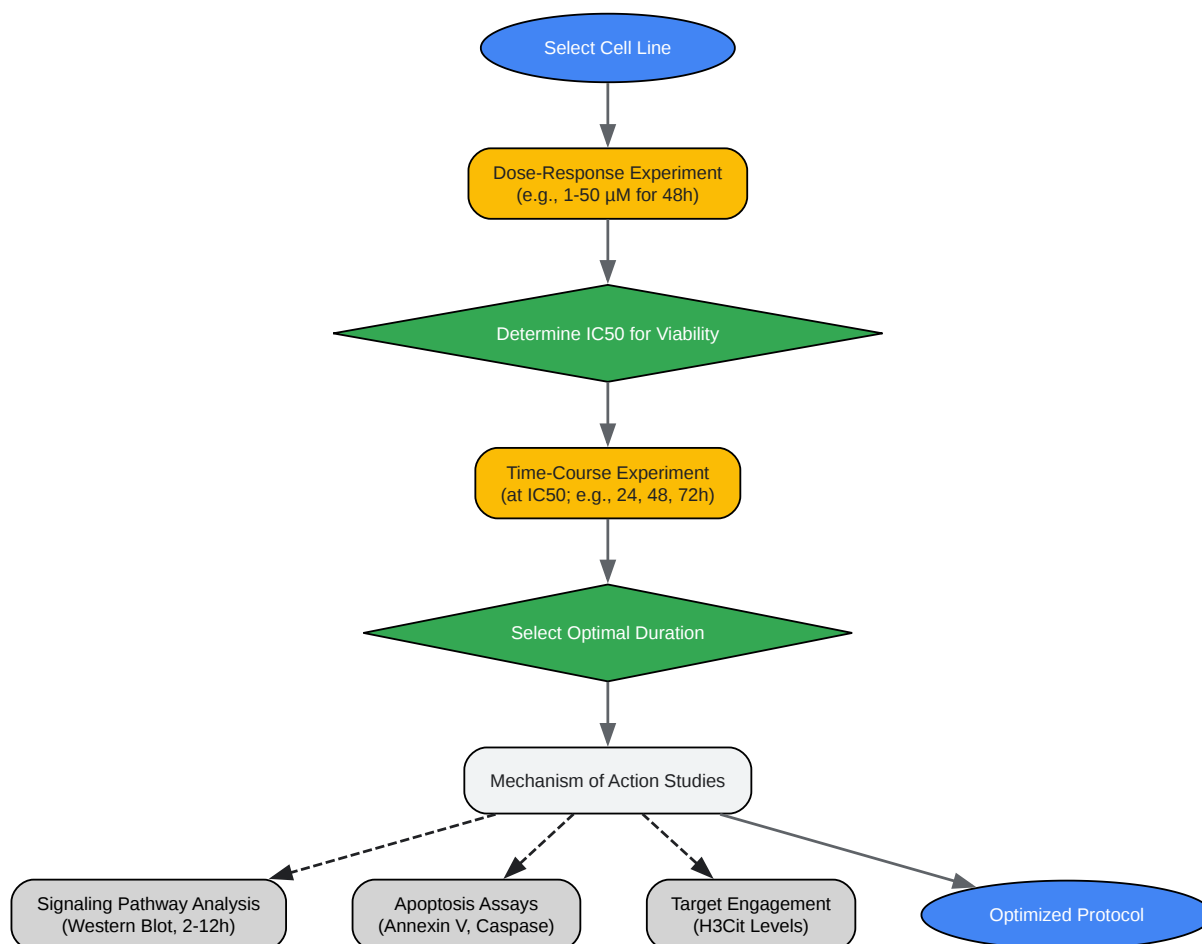 Select Cell Line
Dose-Response Experiment
(e.g., 1-50 µM for 48h)
Determine IC50 for Viability
Time-Course Experiment
(at IC50; e.g., 24, 48, 72h)
Select Optimal Duration
Mechanism of Action Studies
Signaling Pathway Analysis
(Western Blot, 2-12h)
Apoptosis Assays
(Annexin V, Caspase)
Target Engagement
(H3Cit Levels)
Optimized Protocol